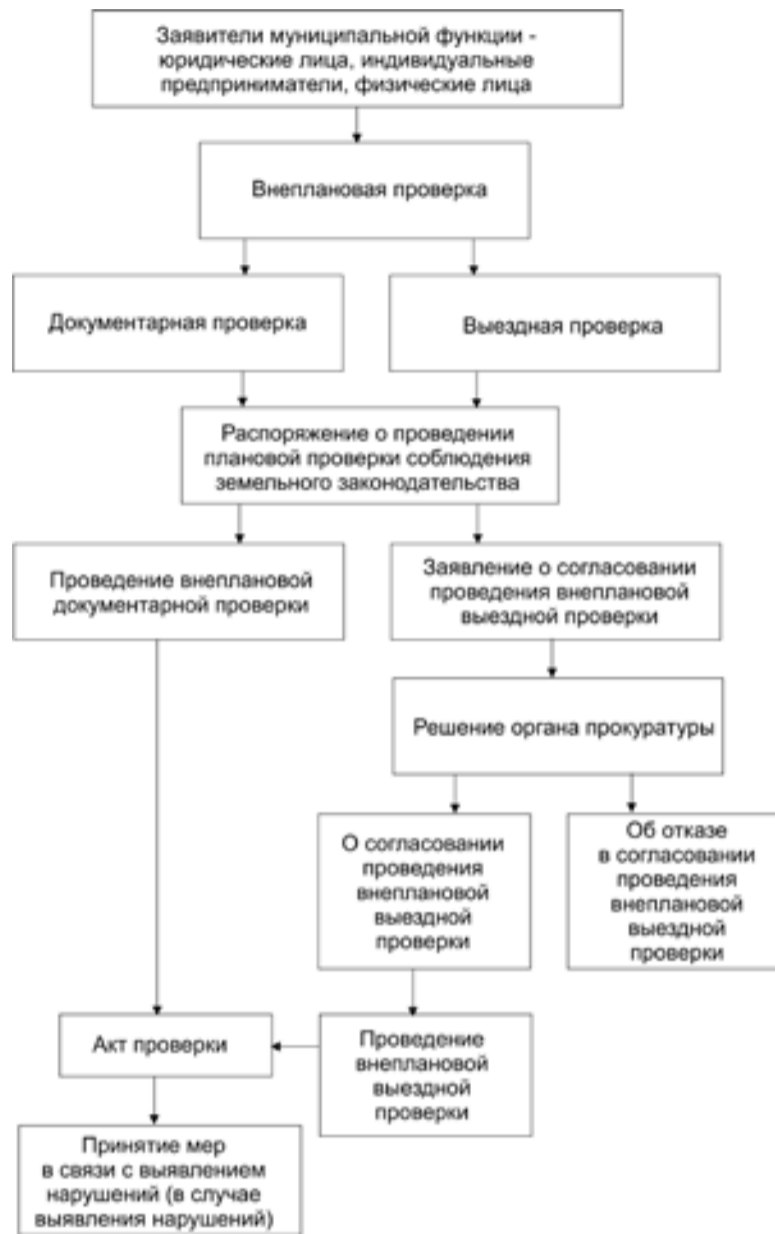 Заявители муниципальной функции -
юридические лица, индивидуальные
предприниматели, физические лица
Внеплановая проверка
Документарная проверка
Выездная проверка
Распоряжение о проведении
плановой проверки соблюдения
земельного законодательства
Проведение внеплановой
документарной проверки
Заявление о согласовании
проведения внеплановой
выездной проверки
Решение органа прокуратуры
О согласовании
проведения
внеплановой
выездной
проверки
Об отказе
в согласовании
проведения
внеплановой
выездной
проверки
Акт проверки
Проведение
внеплановой
выездной
проверки
Принятие мер
в связи с выявлением
нарушений (в случае
выявления нарушений)